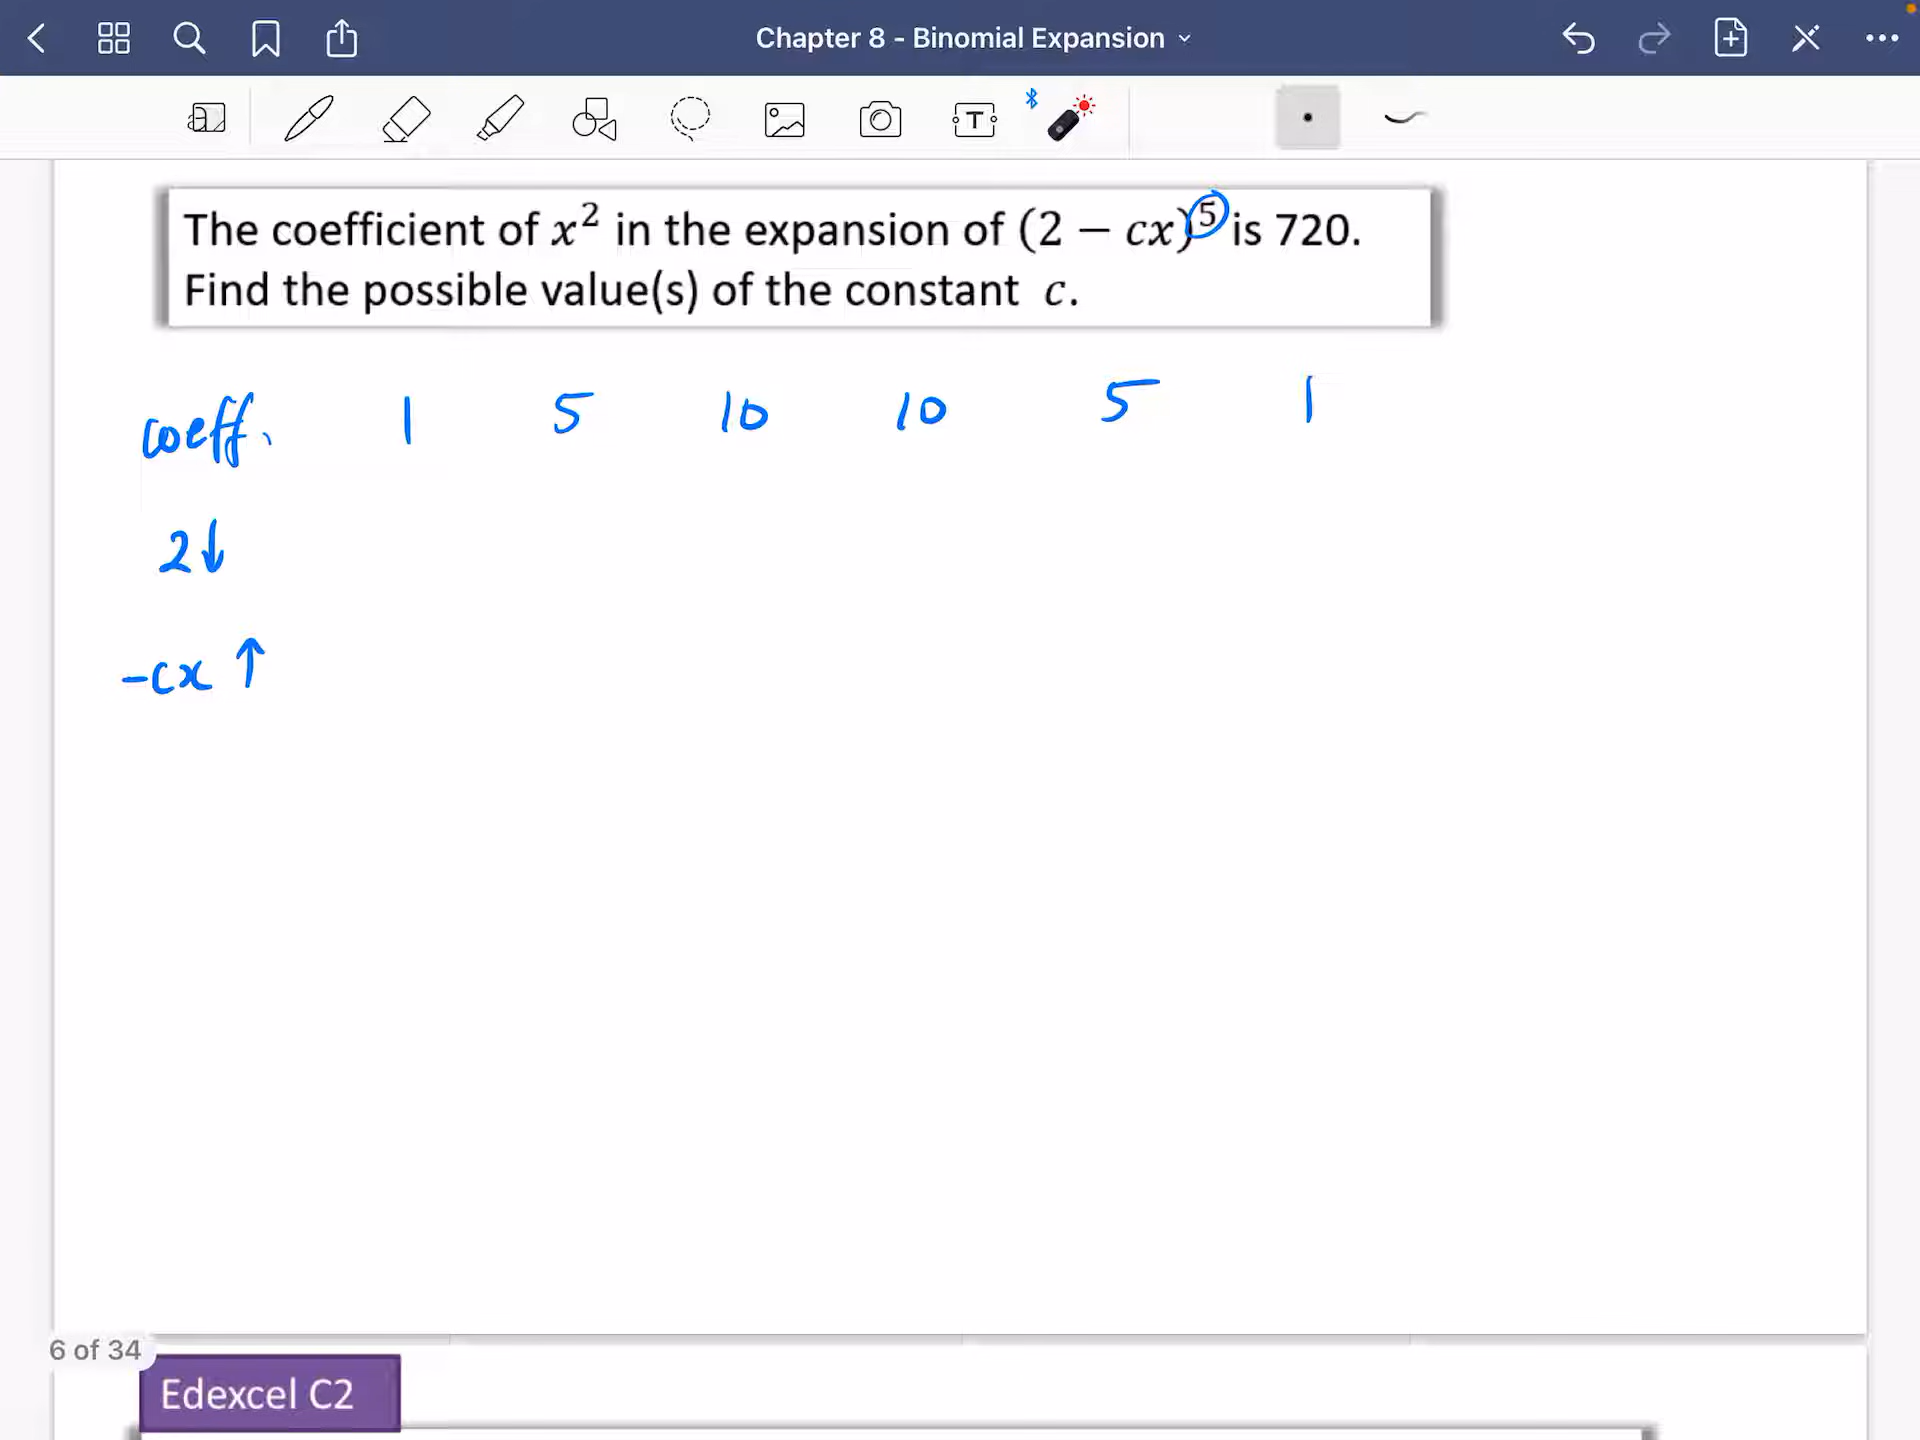 Chapter 8 - Binomial Expansion
The coefficient of x² in the expansion of (2 − cx)⁵ is 720.
Find the possible value(s) of the constant c.
coeff. 1 5 10 10 5 1
2↓
-cx ↑
6 of 34
Edexcel C2